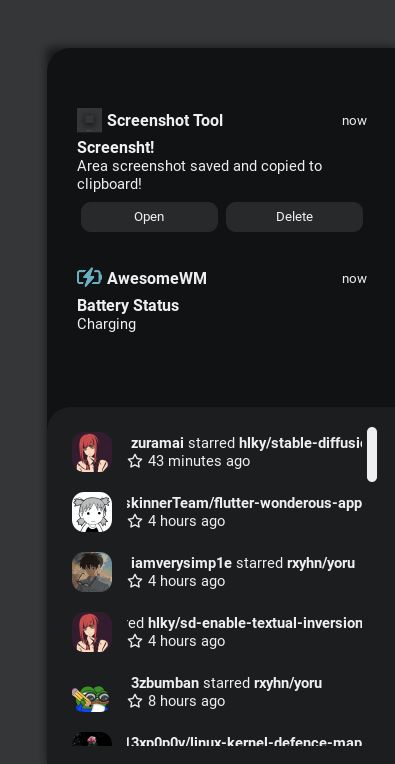 Screenshot Tool now
Screensht!
Area screenshot saved and copied to
clipboard!
Open Delete
AwesomeWM now
Battery Status
Charging
zuramai starred hlky/stable-diffusi
43 minutes ago
skinnerTeam/flutter-wonderous-app
4 hours ago
iamverysimp1e starred rxyhn/yoru
4 hours ago
red hlky/sd-enable-textual-inversion
4 hours ago
3zbumban starred rxyhn/yoru
8 hours ago
l3xp0p0v/linux-kernel-defence-map